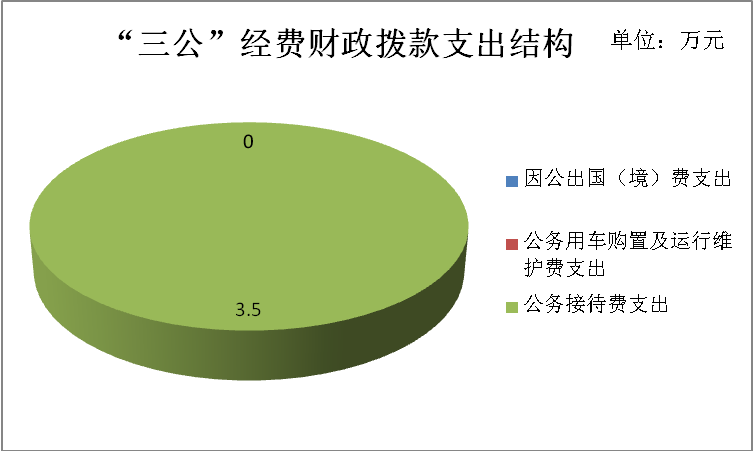 “三公”经费财政拨款支出结构 单位：万元
0
3.5
因公出国（境）费支出
公务用车购置及运行维
护费支出
公务接待费支出